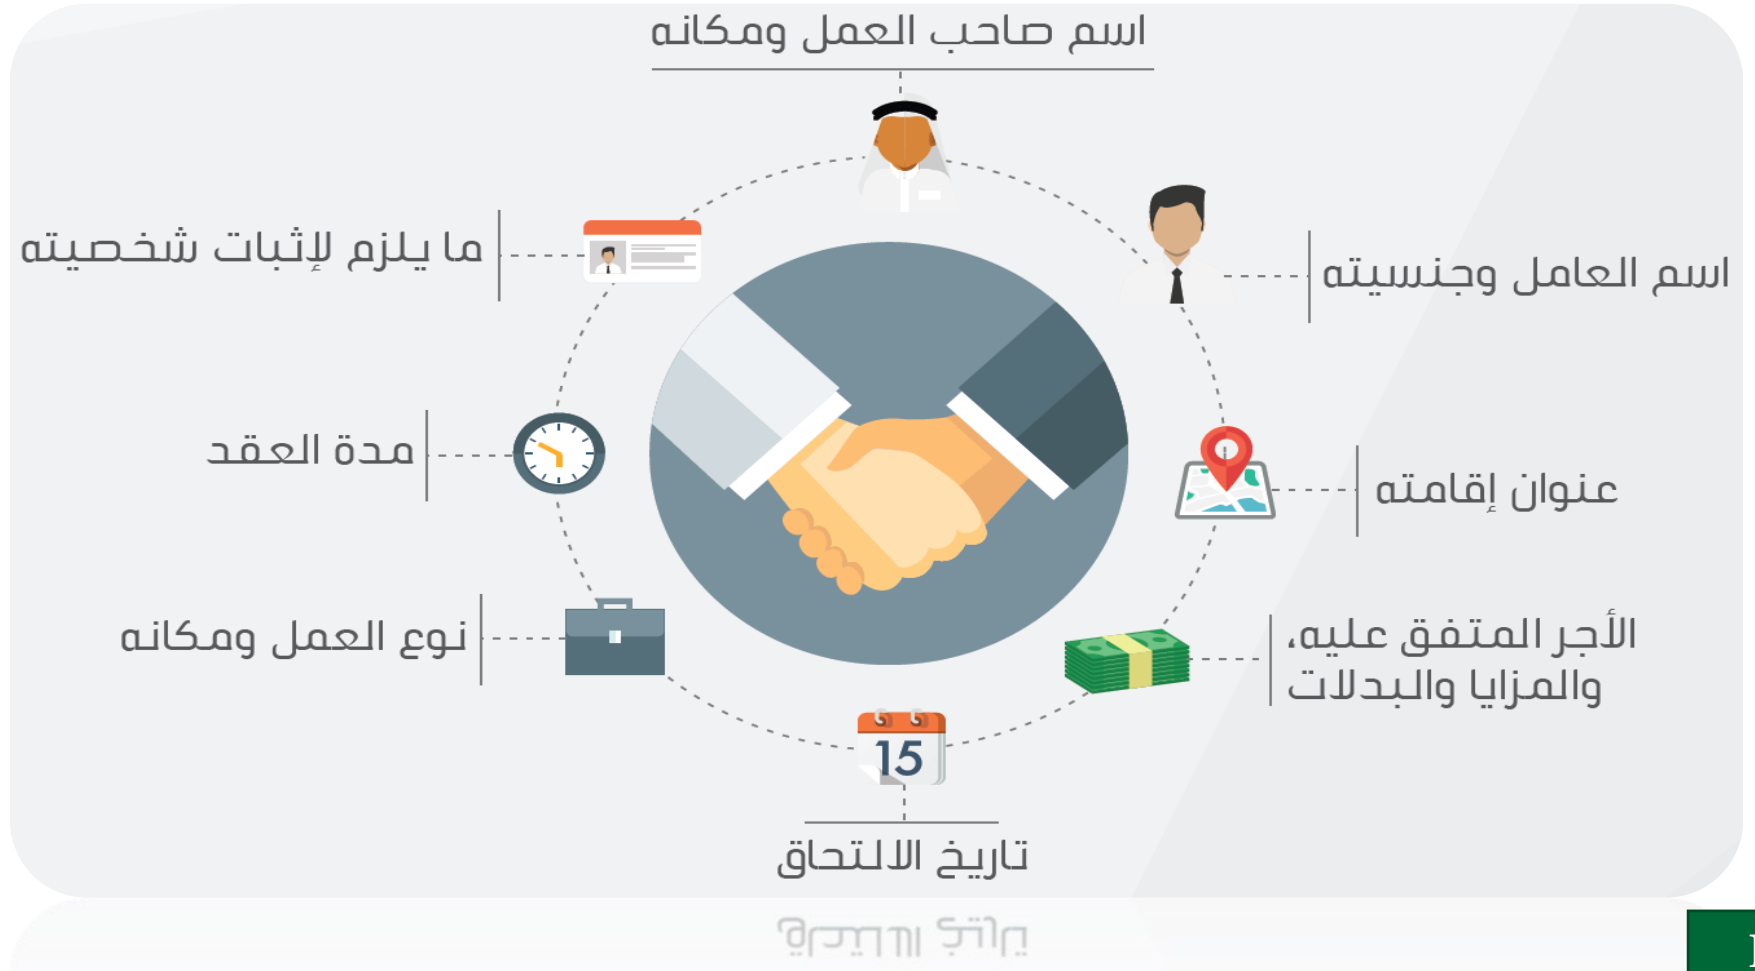 اسم صاحب العمل ومكانه
اسم العامل وجنسيته
عنوان إقامته
الأجر المتفق عليه،
والمزايا والبدلات
15
تاريخ الالتحاق
نوع العمل ومكانه
مدة العقد
ما يلزم لإثبات شخصيته